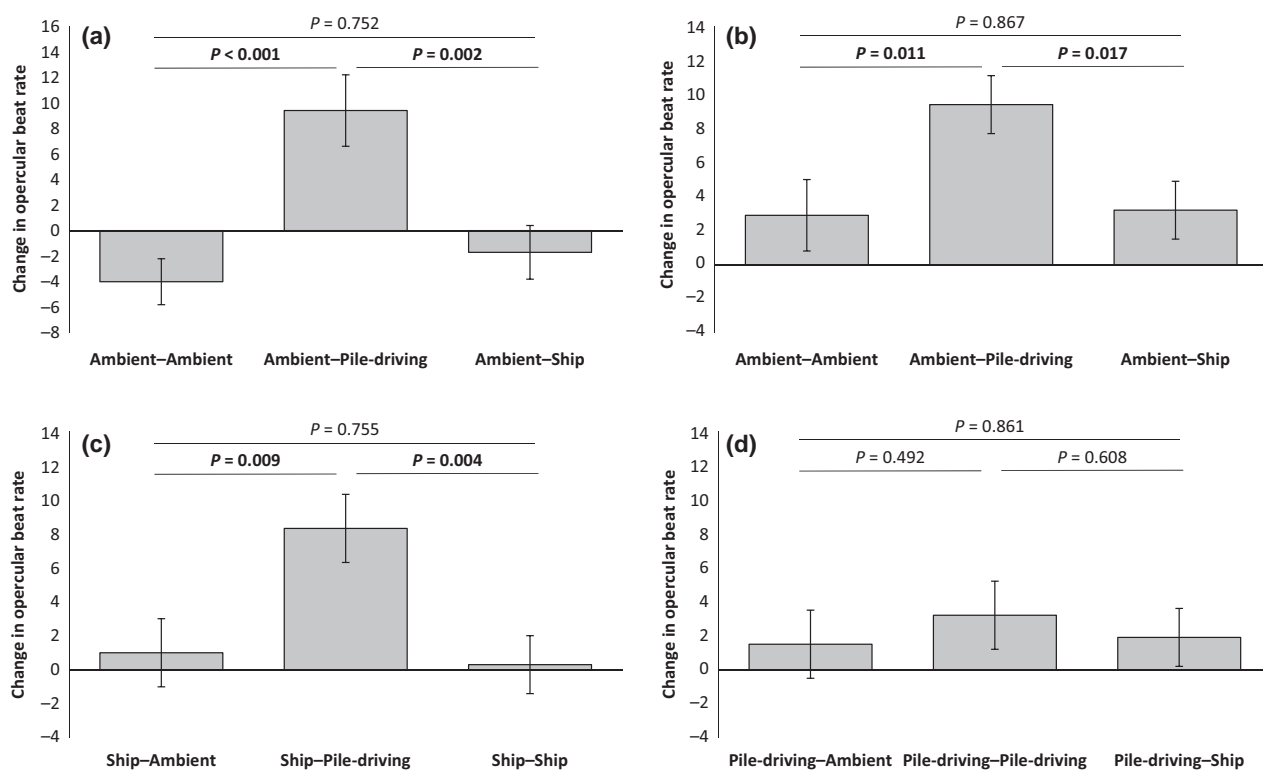 (a)
P = 0.752
P < 0.001
P = 0.002
Change in opercular beat rate
16
14
12
10
8
6
4
2
0
–2
–4
–6
–8
Ambient–Ambient
Ambient–Pile-driving
Ambient–Ship
(b)
P = 0.867
P = 0.011
P = 0.017
Change in opercular beat rate
14
12
10
8
6
4
2
0
–2
–4
Ambient–Ambient
Ambient–Pile-driving
Ambient–Ship
(c)
P = 0.755
P = 0.009
P = 0.004
Change in opercular beat rate
14
12
10
8
6
4
2
0
–2
–4
Ship–Ambient
Ship–Pile-driving
Ship–Ship
(d)
P = 0.861
P = 0.492
P = 0.608
Change in opercular beat rate
14
12
10
8
6
4
2
0
–2
–4
Pile-driving–Ambient
Pile-driving–Pile-driving
Pile-driving–Ship